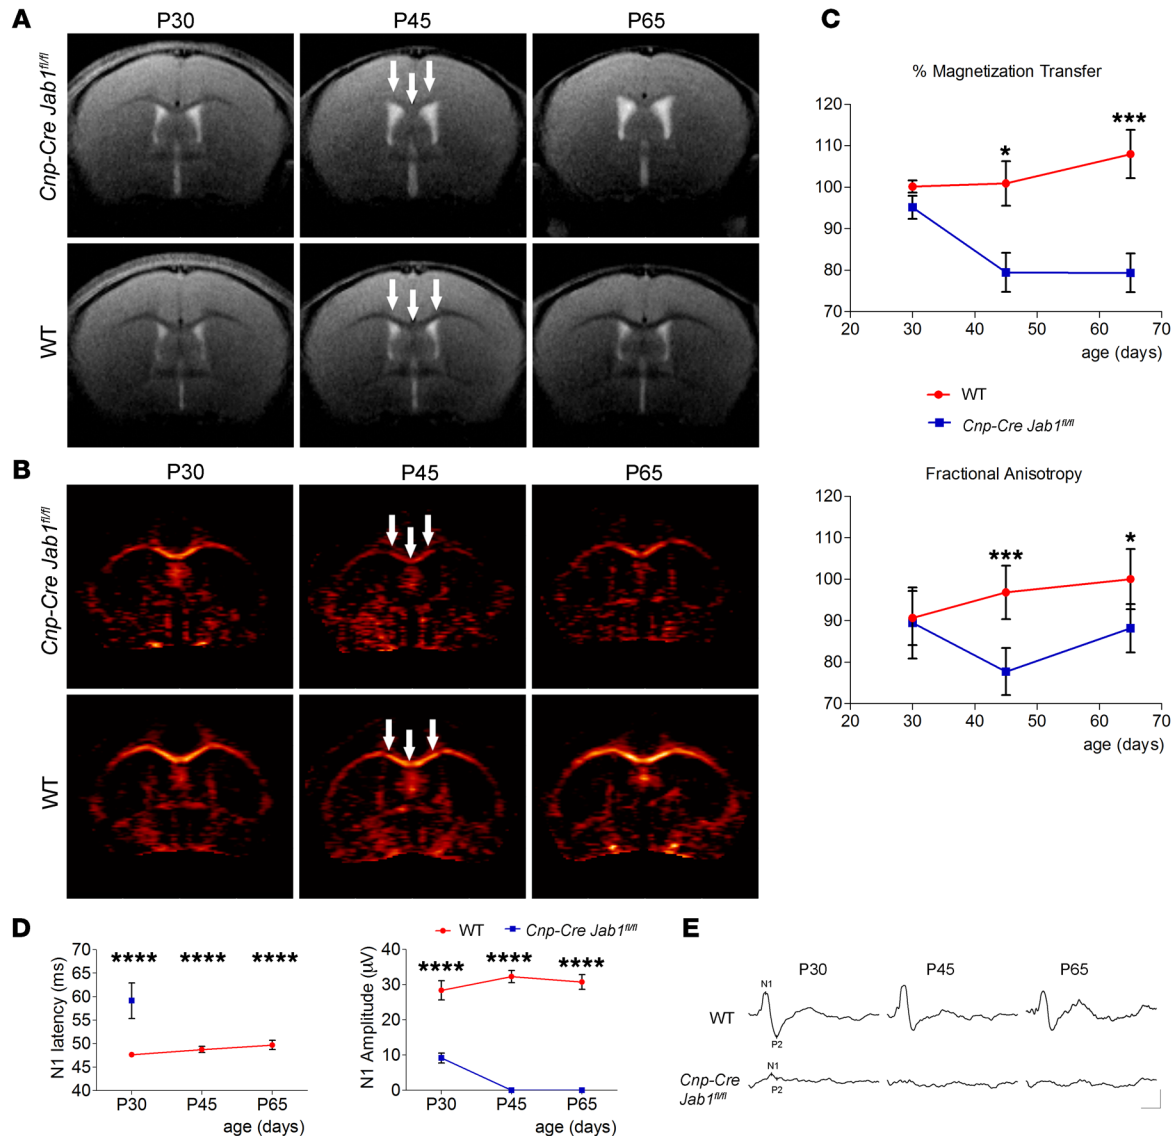 A
P30 P45 P65
Cnp-Cre Jab1fl/fl
WT
B
P30 P45 P65
Cnp-Cre Jab1fl/fl
WT
C
% Magnetization Transfer
120
110
100
90
80
70
20 30 40 50 60 70
* ***
age (days)
WT
Cnp-Cre Jab1fl/fl
Fractional Anisotropy
120
110
100
90
80
70
20 30 40 50 60 70
*** *
age (days)
D
WT Cnp-Cre Jab1fl/fl
N1 latency (ms)
70
65
60
55
50
45
40
**** **** ****
P30 P45 P65
age (days)
N1 Amplitude (µV)
40
30
20
10
0
**** **** ****
P30 P45 P65
age (days)
E
P30 P45 P65
WT
N1
P2
Cnp-Cre
Jab1fl/fl
N1
P2